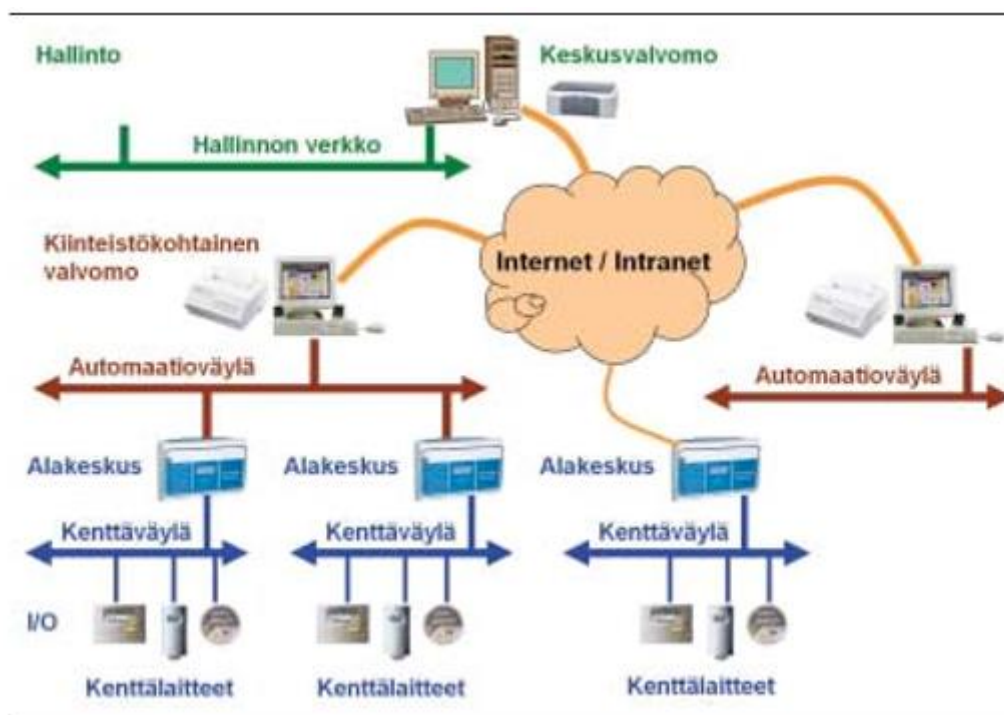 Hallinto
Keskusvalvomo
Hallinnon verkko
Kiinteistökohtainen
valvomo
Internet / Intranet
Automaatioväylä
Automaatioväylä
Alakeskus
Alakeskus
Alakeskus
Kenttäväylä
Kenttäväylä
Kenttäväylä
I/O
Kenttälaitteet
Kenttälaitteet
Kenttälaitteet